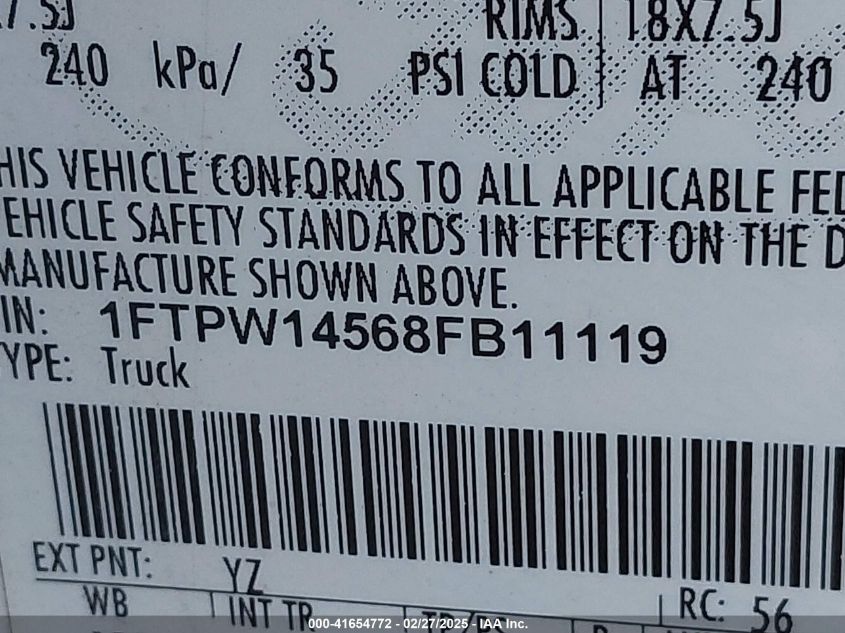 7.5J RIMS 18X7.5J
240 kPa/ 35 PSI COLD AT 240
HIS VEHICLE CONFORMS TO ALL APPLICABLE FED
EHICLE SAFETY STANDARDS IN EFFECT ON THE D
MANUFACTURE SHOWN ABOVE.
IN: 1FTPW14568FB11119
YPE: Truck
EXT PNT: YZ RC: 56
WB INT TR
000-41654772 - 02/27/2025 - IAA Inc.